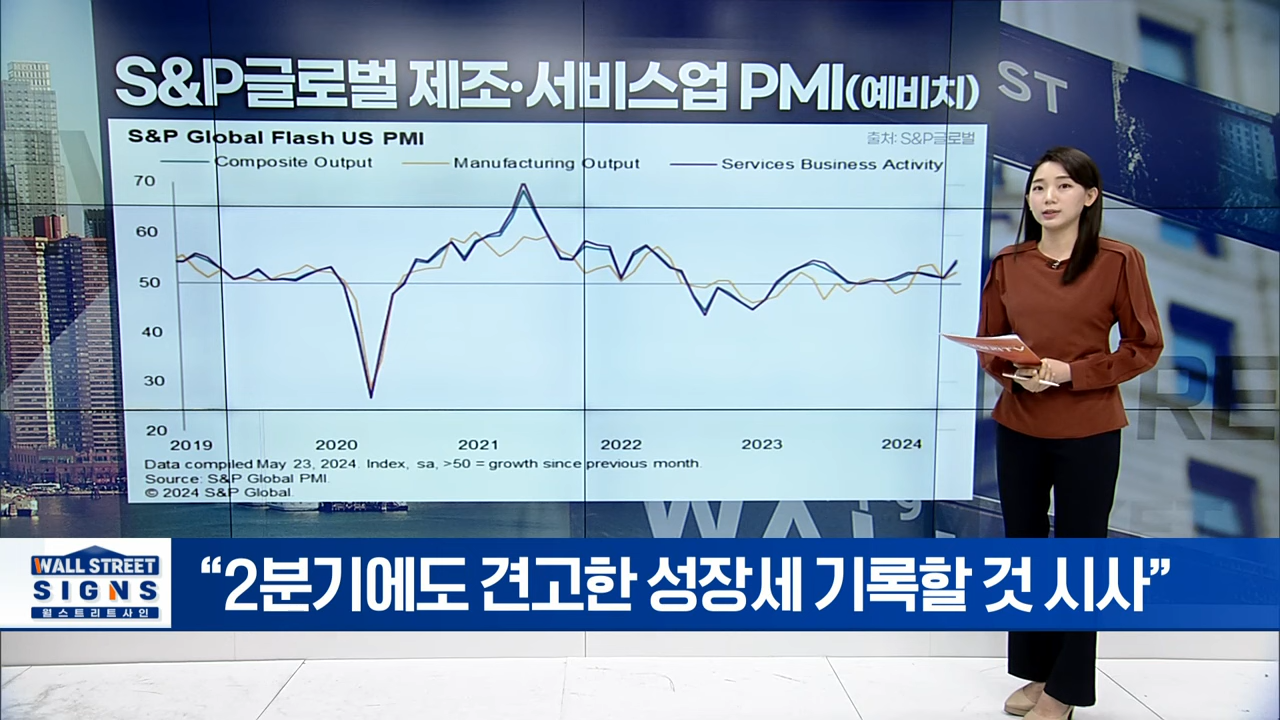 S&P글로벌 제조·서비스업 PMI(예비치)
S&P Global Flash US PMI
출처: S&P글로벌
Composite Output
Manufacturing Output
Services Business Activity
70
60
50
40
30
20
2019
2020
2021
2022
2023
2024
Data compiled May 23, 2024. Index, sa, >50 = growth since previous month.
Source: S&P Global PMI.
© 2024 S&P Global.
ST
WALL STREET
SIGNS
월스트리트사인
“2분기에도 견고한 성장세 기록할 것 시사”